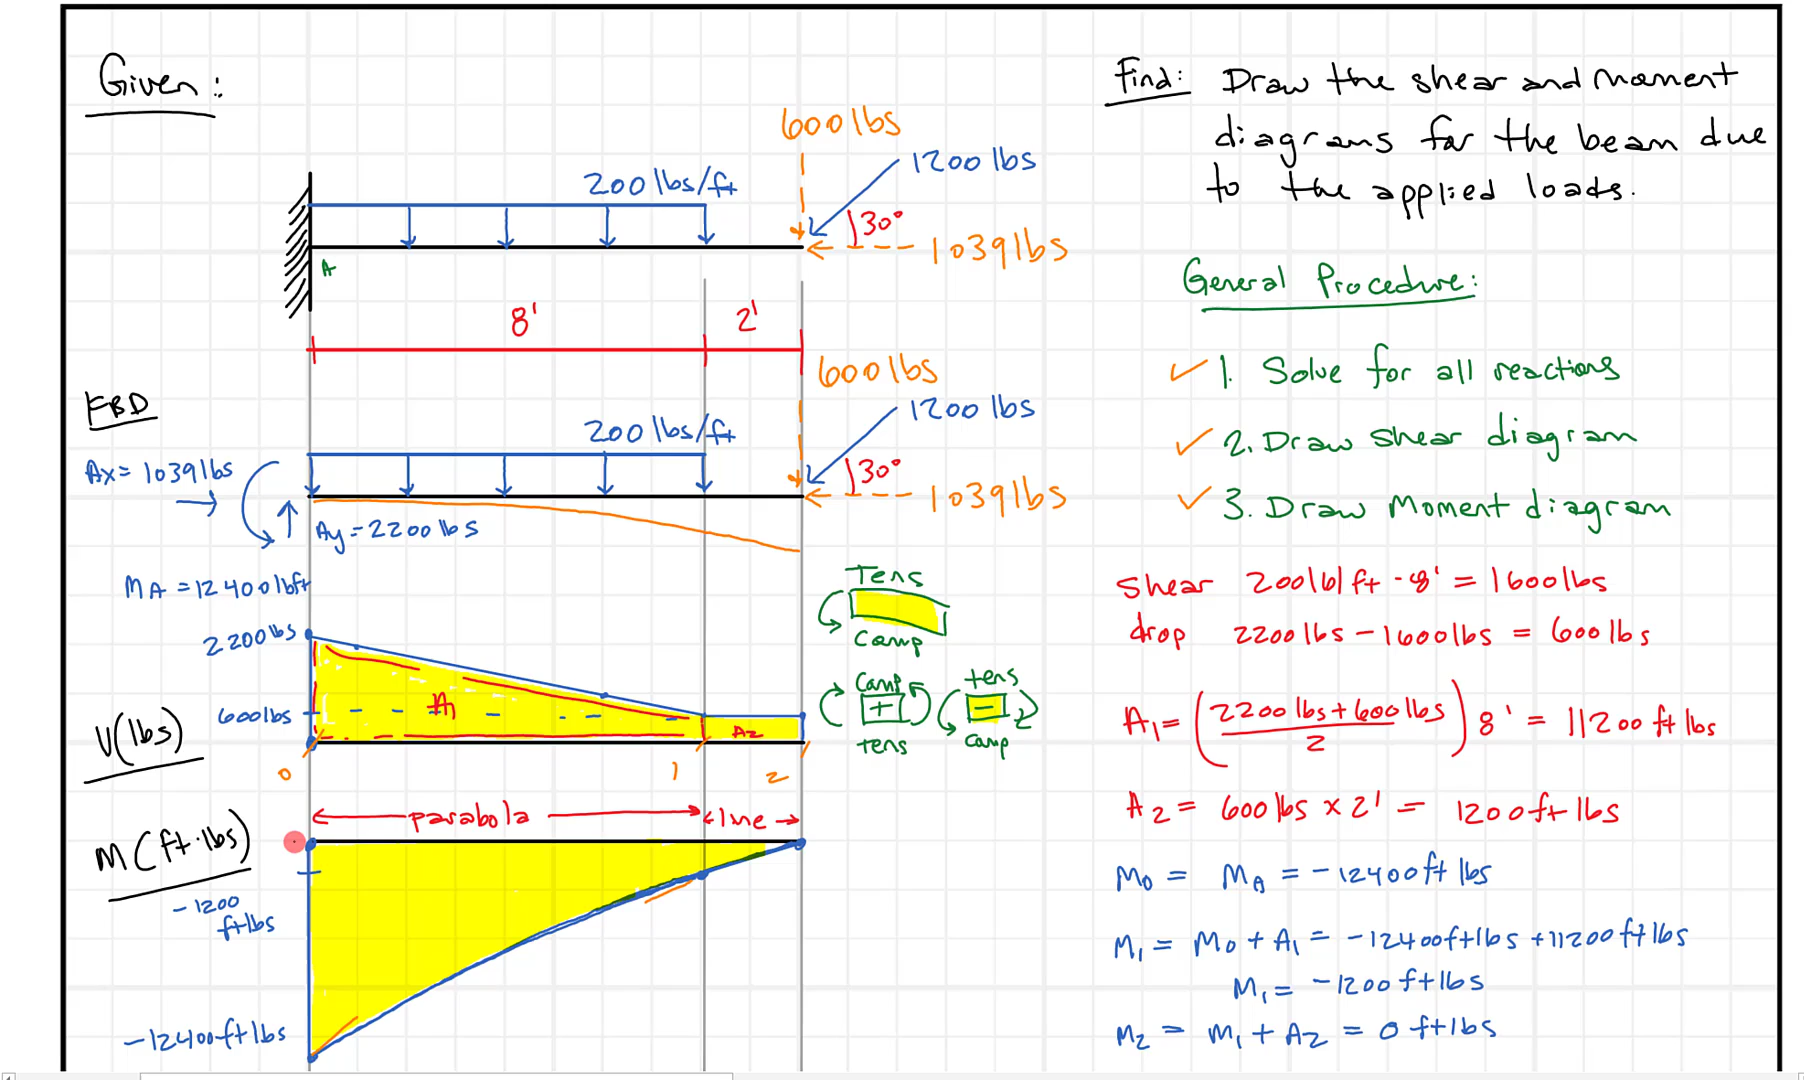 Given:
600 lbs
1200 lbs
200 lbs/ft
30°
1039 lbs
A
8'
2'
FBD
600 lbs
1200 lbs
200 lbs/ft
30°
1039 lbs
Ax = 1039 lbs
Ay = 2200 lbs
MA = 12400 lbft
Tens
Comp
2200 lbs
600 lbs
V(lbs)
A1
A2
Comp
+
tens
tens
-
comp
0
1
2
parabola
line
M(ft·lbs)
-1200
ft lbs
-12400 ft lbs
Find: Draw the shear and moment
diagrams for the beam due
to the applied loads.
General Procedure:
1. Solve for all reactions
2. Draw shear diagram
3. Draw Moment diagram
shear 200 lb/ft · 8' = 1600 lbs
drop 2200 lbs - 1600 lbs = 600 lbs
A1 = (2200 lbs + 600 lbs / 2) 8' = 11200 ft lbs
A2 = 600 lbs x 2' = 1200 ft lbs
M0 = MA = -12400 ft lbs
M1 = M0 + A1 = -12400 ft lbs + 11200 ft lbs
M1 = -1200 ft lbs
M2 = M1 + A2 = 0 ft lbs